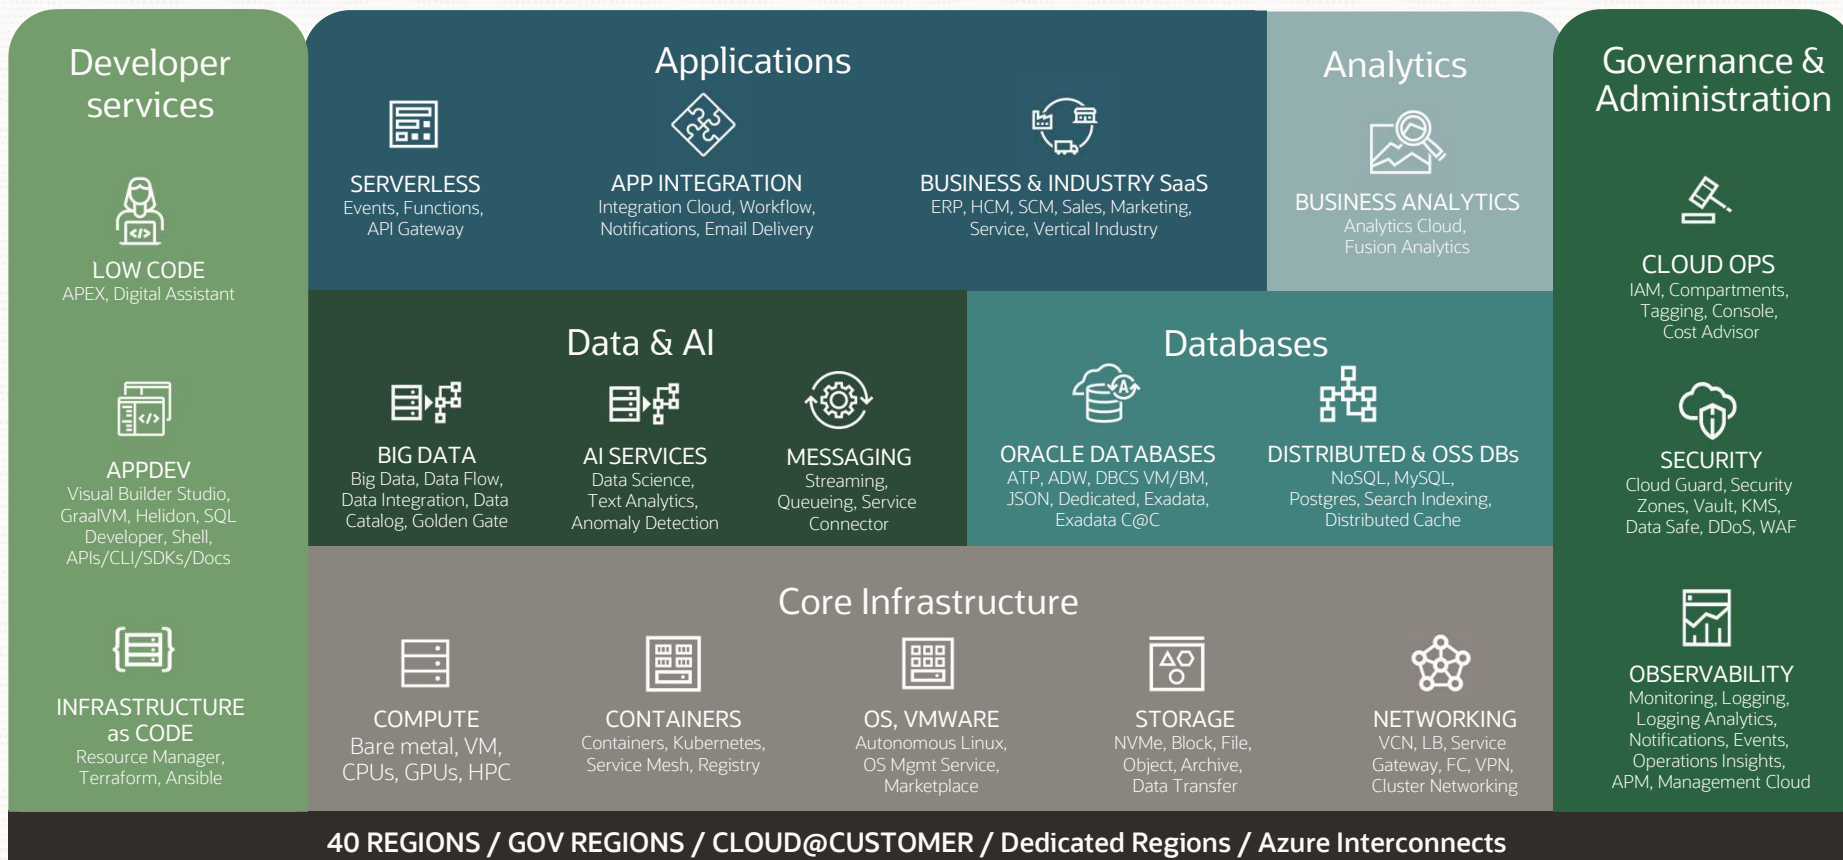 Developer
services
LOW CODE
APEX, Digital Assistant
APPDEV
Visual Builder Studio,
GraalVM, Helidon, SQL
Developer, Shell,
APIs/CLI/SDKs/Docs
INFRASTRUCTURE
as CODE
Resource Manager,
Terraform, Ansible
Applications
SERVERLESS
Events, Functions,
API Gateway
APP INTEGRATION
Integration Cloud, Workflow,
Notifications, Email Delivery
BUSINESS & INDUSTRY SaaS
ERP, HCM, SCM, Sales, Marketing,
Service, Vertical Industry
Analytics
BUSINESS ANALYTICS
Analytics Cloud,
Fusion Analytics
Data & AI
BIG DATA
Big Data, Data Flow,
Data Integration, Data
Catalog, Golden Gate
AI SERVICES
Data Science,
Text Analytics,
Anomaly Detection
MESSAGING
Streaming,
Queueing, Service
Connector
Databases
A
ORACLE DATABASES
ATP, ADW, DBCS VM/BM,
JSON, Dedicated, Exadata,
Exadata C@C
DISTRIBUTED & OSS DBs
NoSQL, MySQL,
Postgres, Search Indexing,
Distributed Cache
Core Infrastructure
COMPUTE
Bare metal, VM,
CPUs, GPUs, HPC
CONTAINERS
Containers, Kubernetes,
Service Mesh, Registry
OS, VMWARE
Autonomous Linux,
OS Mgmt Service,
Marketplace
STORAGE
NVMe, Block, File,
Object, Archive,
Data Transfer
NETWORKING
VCN, LB, Service
Gateway, FC, VPN,
Cluster Networking
Governance &
Administration
CLOUD OPS
IAM, Compartments,
Tagging, Console,
Cost Advisor
SECURITY
Cloud Guard, Security
Zones, Vault, KMS,
Data Safe, DDoS, WAF
OBSERVABILITY
Monitoring, Logging,
Logging Analytics,
Notifications, Events,
Operations Insights,
APM, Management Cloud
40 REGIONS / GOV REGIONS / CLOUD@CUSTOMER / Dedicated Regions / Azure Interconnects